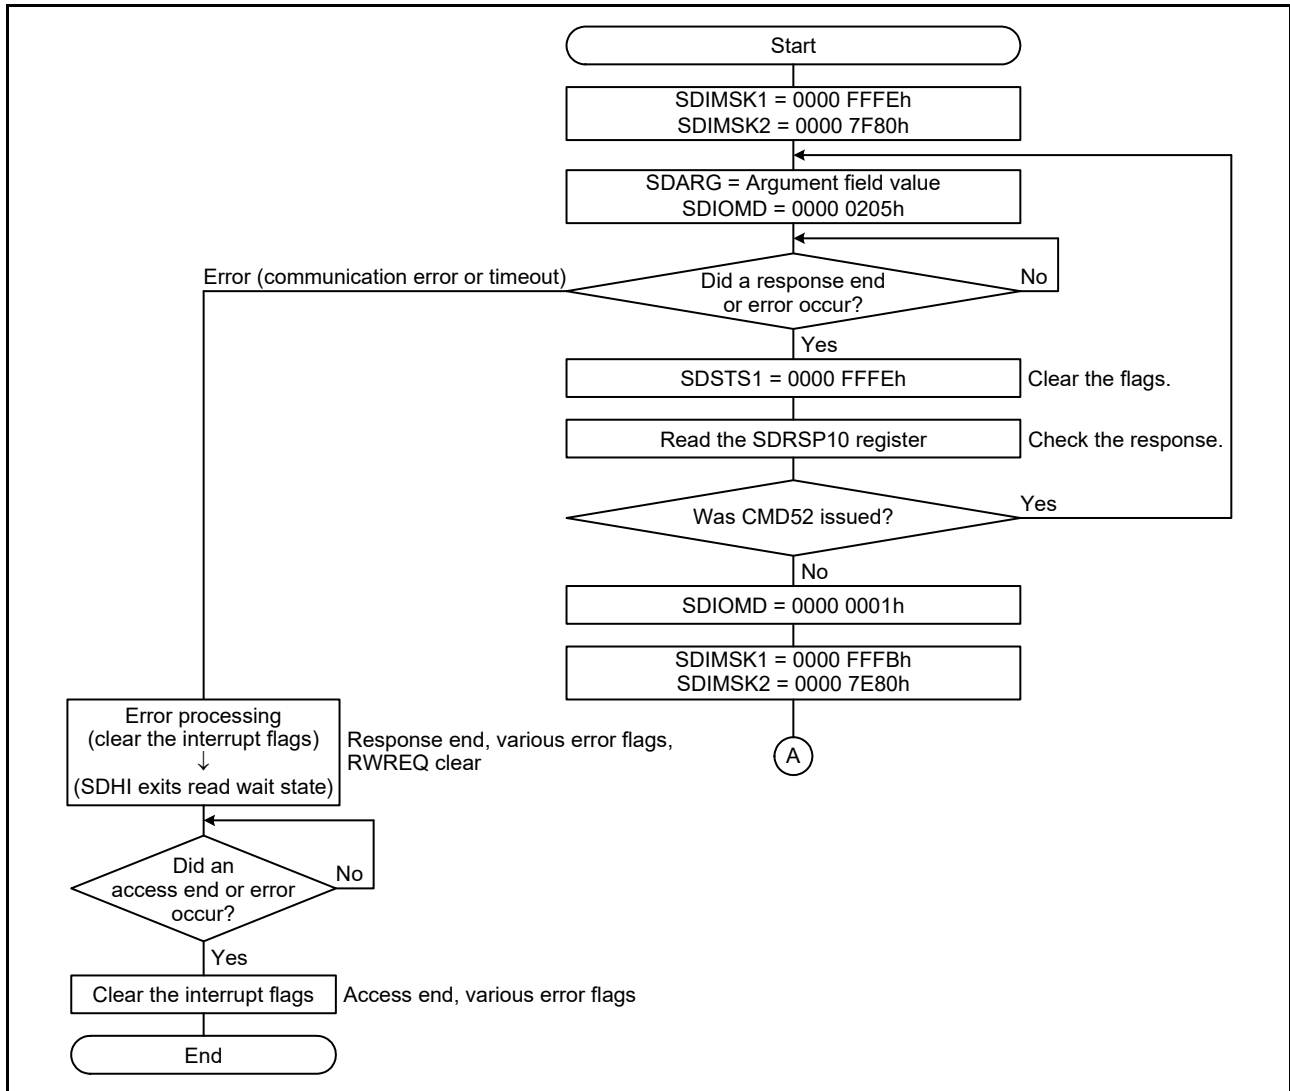 Start
SDIMSK1 = 0000 FFFEh
SDIMSK2 = 0000 7F80h
SDARG = Argument field value
SDIOMD = 0000 0205h
Error (communication error or timeout)
Did a response end
or error occur?
No
Yes
SDSTS1 = 0000 FFFEh
Clear the flags.
Read the SDRSP10 register
Check the response.
Was CMD52 issued?
Yes
No
SDIOMD = 0000 0001h
SDIMSK1 = 0000 FFFBh
SDIMSK2 = 0000 7E80h
A
Error processing
(clear the interrupt flags)
↓
(SDHI exits read wait state)
Response end, various error flags,
RWREQ clear
Did an
access end or error
occur?
No
Yes
Clear the interrupt flags
Access end, various error flags
End